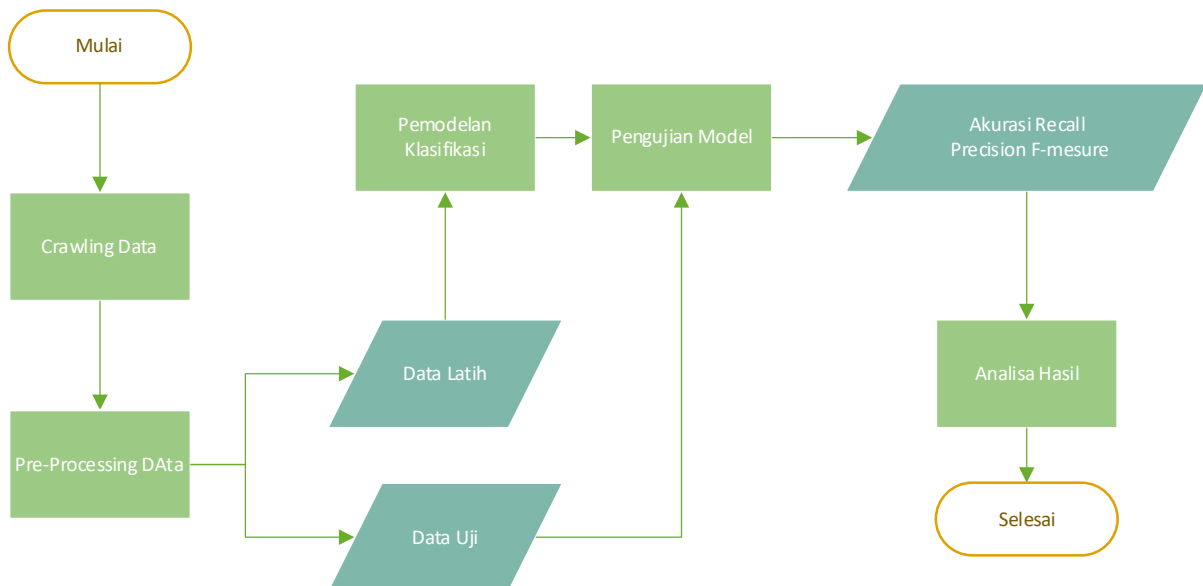 Mulai
Crawling Data
Pre-Processing DAta
Data Latih
Data Uji
Pemodelan
Klasifikasi
Pengujian Model
Akurasi Recall
Precision F-mesure
Analisa Hasil
Selesai